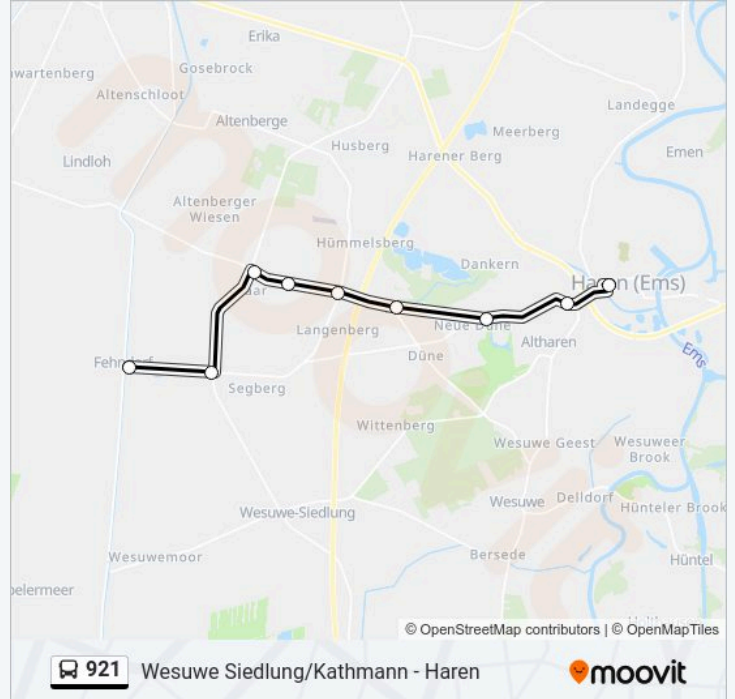 Erika
Gosebrock
hwartenberg
Altenschloot
Landegge
Altenberge
Meerberg
Husberg
Harener Berg
Emen
Lindloh
Altenberger
Wiesen
Hümmelsberg
Dankern
Haren (Ems)
Langenberg
Neue Düne
Altharen
Düne
Ems
Fehndorf
Segberg
Wittenberg
Wesuwe Geest
Wesuweer
Brook
Wesuwe
Delldorf
Hünteler Brook
Wesuwe-Siedlung
Bersede
Wesuwemoor
Hüntel
pelermeer
© OpenStreetMap contributors | © OpenMapTiles
921 Wesuwe Siedlung/Kathmann - Haren
moovit